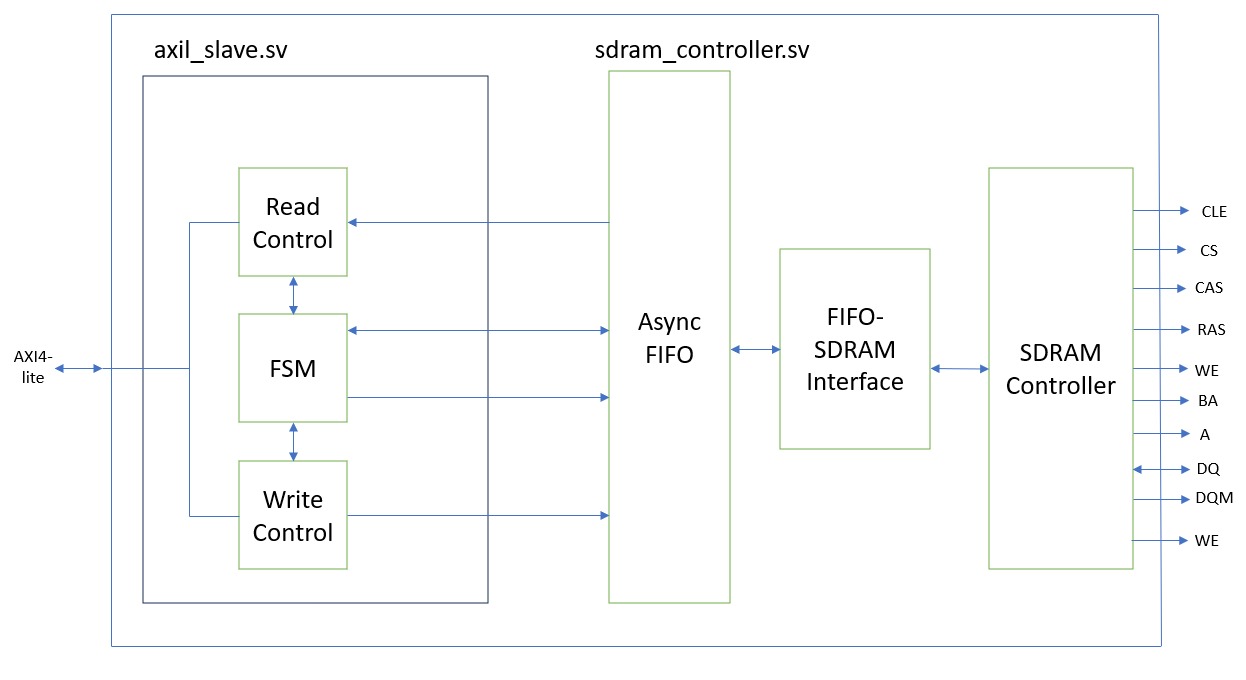 axil_slave.sv
sdram_controller.sv
Read
Control
FSM
Write
Control
AXI4-
lite
Async
FIFO
FIFO-
SDRAM
Interface
SDRAM
Controller
CLE
CS
CAS
RAS
WE
BA
A
DQ
DQM
WE